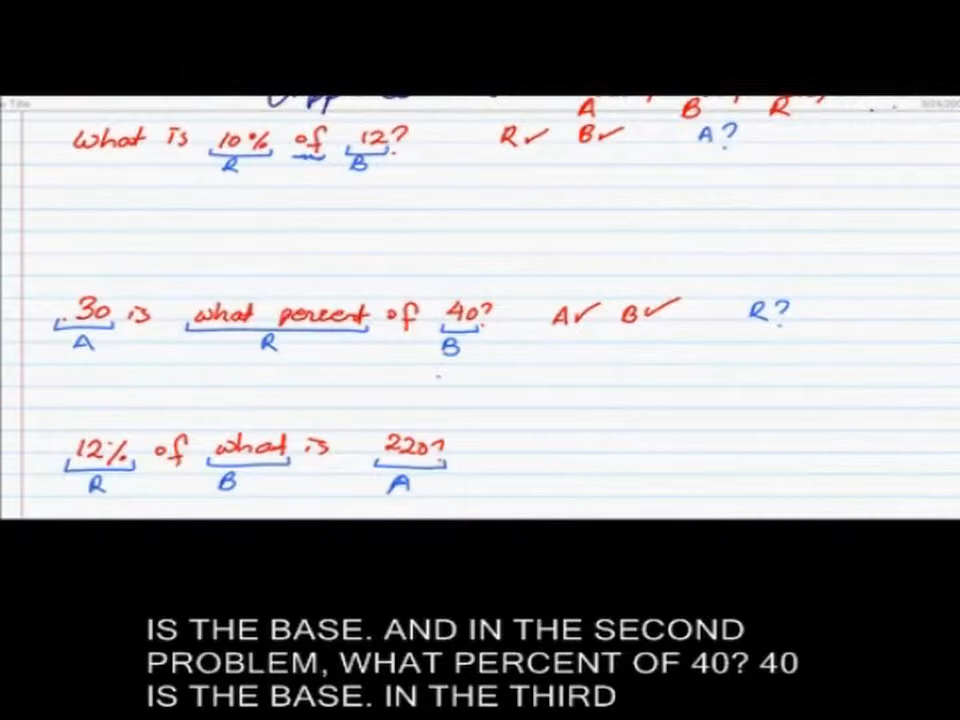 Title
A B R
What is 10% of 12? R✓ B✓ A?
R B
30 is what percent of 40? A✓ B✓ R?
A R B
12% of what is 220?
R B A
IS THE BASE. AND IN THE SECOND
PROBLEM, WHAT PERCENT OF 40? 40
IS THE BASE. IN THE THIRD